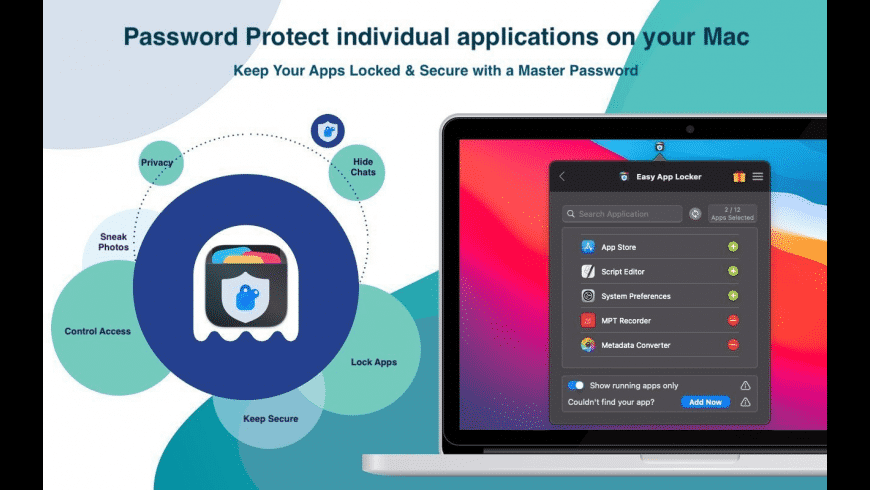 Password Protect individual applications on your Mac
Keep Your Apps Locked & Secure with a Master Password
Privacy
Hide
Chats
Sneak
Photos
Control Access
Lock Apps
Keep Secure
Easy App Locker
Search Application
2 / 12
Apps Selected
App Store
Script Editor
System Preferences
MPT Recorder
Metadata Converter
Show running apps only
Couldn't find your app?
Add Now